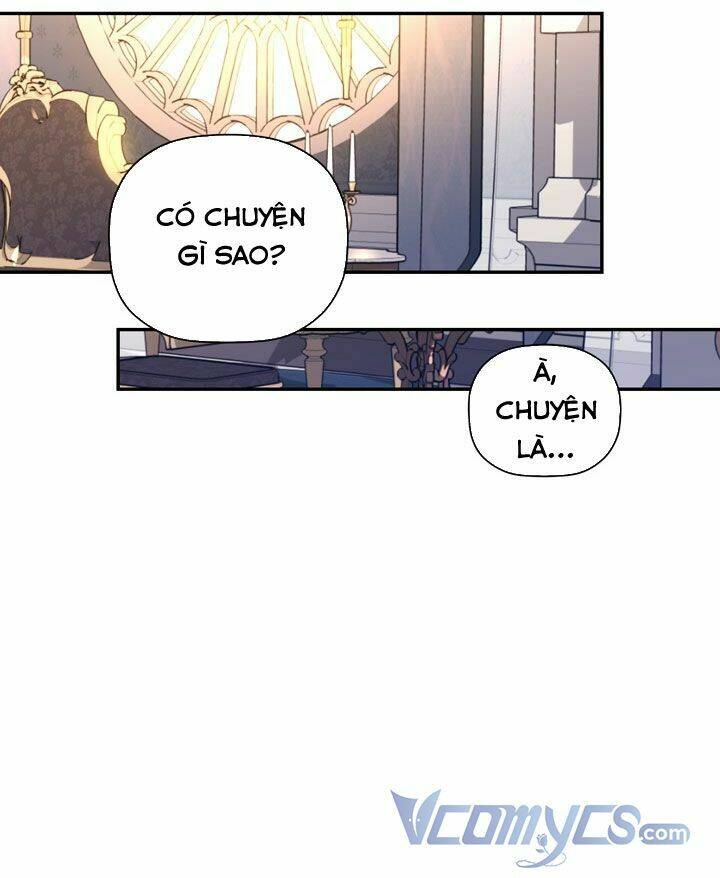 CÓ CHUYỆN
GÌ SAO?
À,
CHUYỆN
LÀ...
VCOMYCS.com